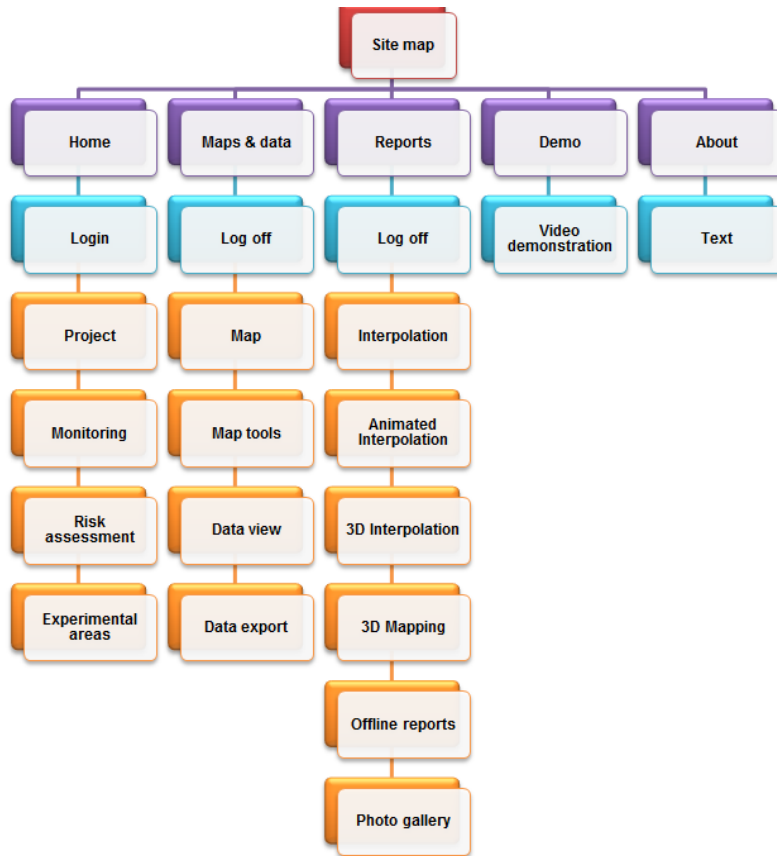 Site map
Home
Maps & data
Reports
Demo
About
Login
Log off
Log off
Video
demonstration
Text
Project
Map
Interpolation
Monitoring
Map tools
Animated
Interpolation
Risk
assessment
Data view
3D Interpolation
Experimental
areas
Data export
3D Mapping
Offline reports
Photo gallery